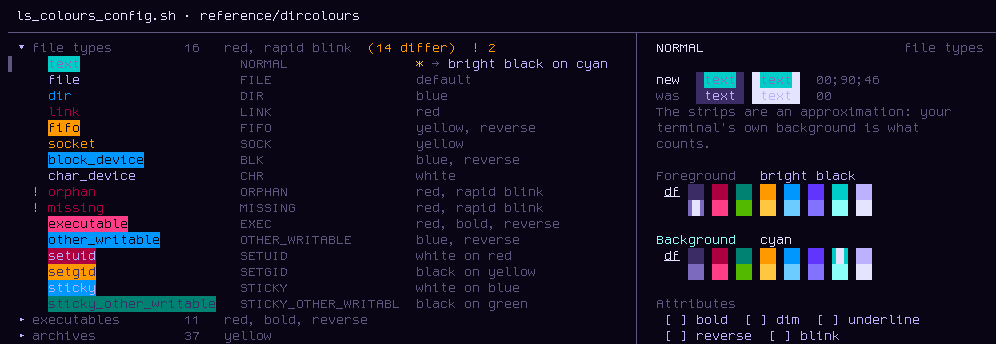 ls_colours_config.sh · reference/dircolours
▾ file types 16 red, rapid blink (14 differ) ! 2
text NORMAL * → bright black on cyan
file FILE default
dir DIR blue
link LINK red
fifo FIFO yellow, reverse
socket SOCK yellow
block_device BLK blue, reverse
char_device CHR white
! orphan ORPHAN red, rapid blink
! missing MISSING red, rapid blink
executable EXEC red, bold, reverse
other_writable OTHER_WRITABLE blue, reverse
setuid SETUID white on red
setgid SETGID black on yellow
sticky STICKY white on blue
sticky_other_writable STICKY_OTHER_WRITABL black on green
▸ executables 11 red, bold, reverse
▸ archives 37 yellow
NORMAL file types
new text text 00;90;46
was text text 00
The strips are an approximation: your
terminal's own background is what
counts.
Foreground bright black
df
Background cyan
df
Attributes
[ ] bold [ ] dim [ ] underline
[ ] reverse [ ] blink